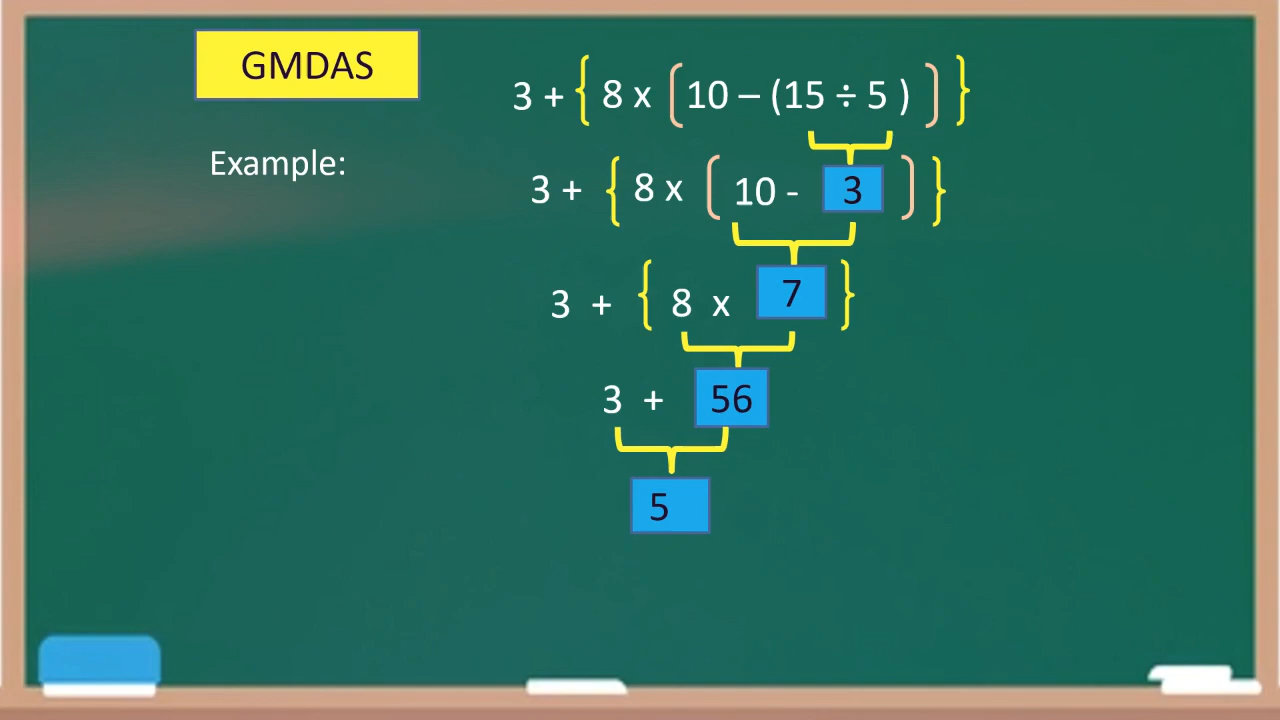 GMDAS
3 + { 8 x [ 10 – (15 ÷ 5 ) ] }
Example:
3 + { 8 x [ 10 - 3 ] }
3 + { 8 x 7 }
3 + 56
5